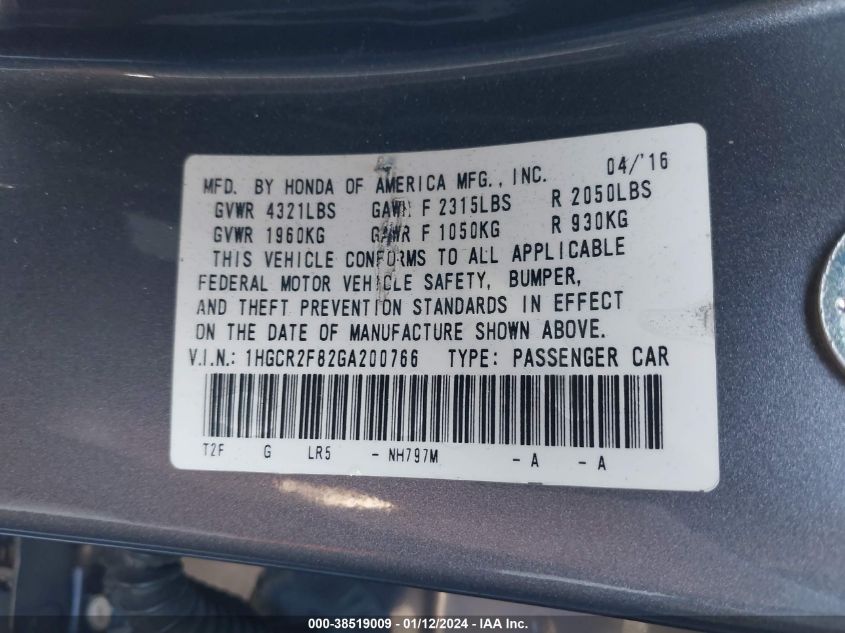 MFD. BY HONDA OF AMERICA MFG., INC. 04/'16
GVWR 4321LBS GAWR F 2315LBS R 2050LBS
GVWR 1960KG GAWR F 1050KG R 930KG
THIS VEHICLE CONFORMS TO ALL APPLICABLE
FEDERAL MOTOR VEHICLE SAFETY, BUMPER,
AND THEFT PREVENTION STANDARDS IN EFFECT
ON THE DATE OF MANUFACTURE SHOWN ABOVE.
V.I.N.: 1HGCR2F82GA200766 TYPE: PASSENGER CAR
T2F G LR5 - NH797M - A - A
000-38519009 - 01/12/2024 - IAA Inc.